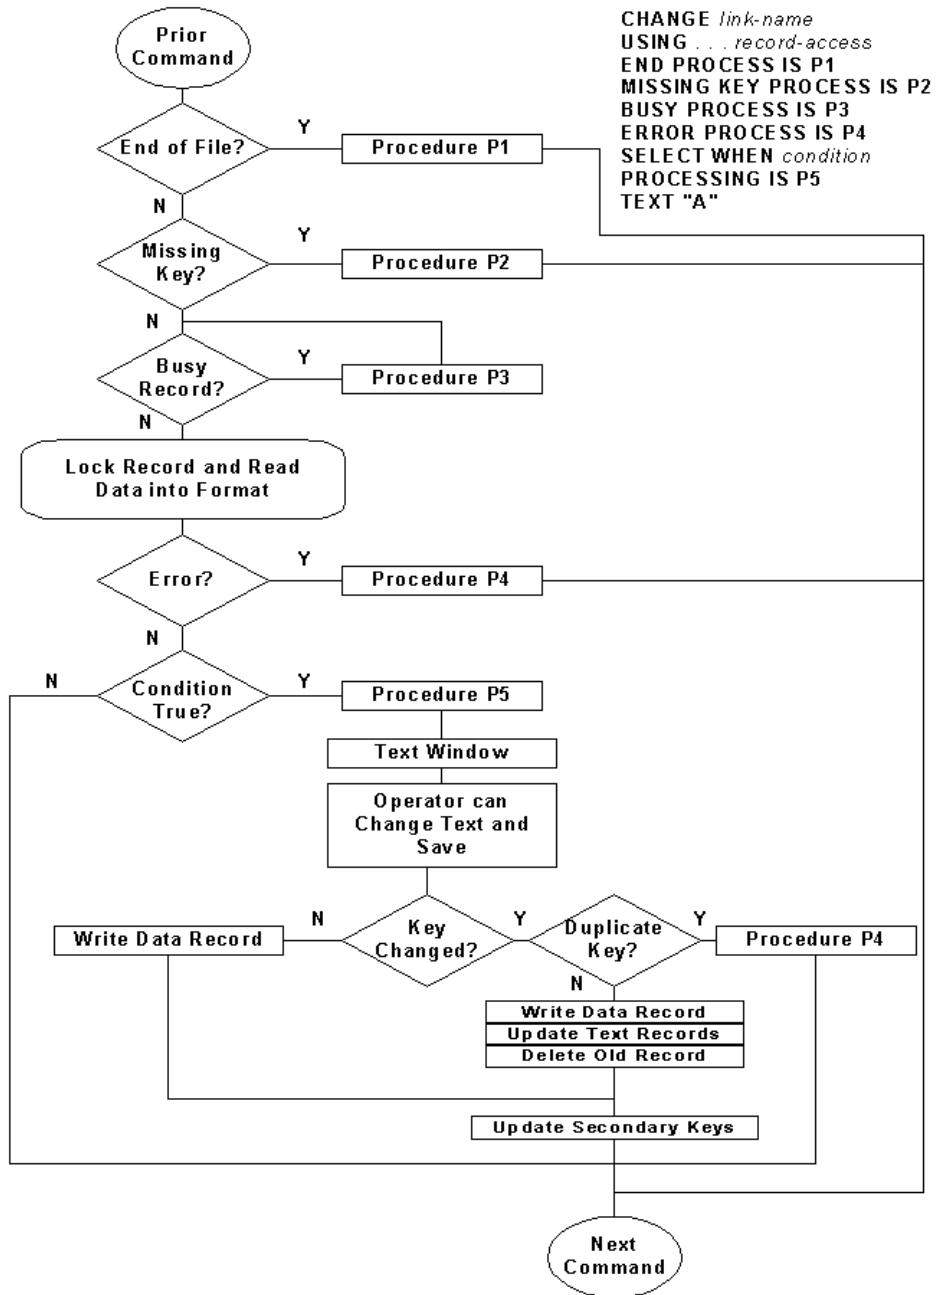 Prior
Command
CHANGE link-name
USING . . . record-access
END PROCESS IS P1
MISSING KEY PROCESS IS P2
BUSY PROCESS IS P3
ERROR PROCESS IS P4
SELECT WHEN condition
PROCESSING IS P5
TEXT "A"
End of File?
Y
Procedure P1
N
Missing
Key?
Y
Procedure P2
N
Busy
Record?
Y
Procedure P3
N
Lock Record and Read
Data into Format
Error?
Y
Procedure P4
N
N
Condition
True?
Y
Procedure P5
Text Window
Operator can
Change Text and
Save
Write Data Record
N
Key
Changed?
Y
Duplicate
Key?
Y
Procedure P4
N
Write Data Record
Update Text Records
Delete Old Record
Update Secondary Keys
Next
Command